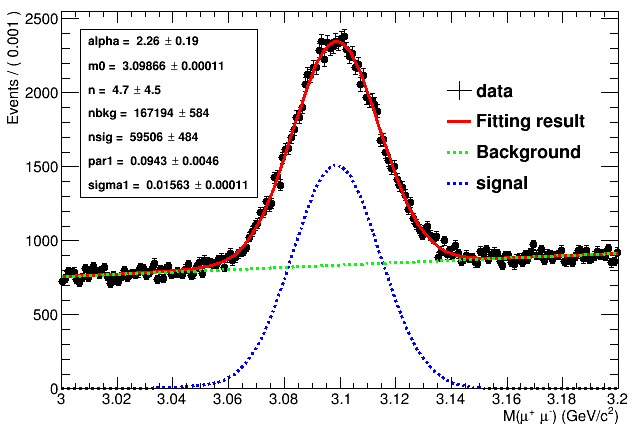 Events / ( 0.001 )
2500
2000
1500
1000
500
0
alpha = 2.26 ± 0.19
m0 = 3.09866 ± 0.00011
n = 4.7 ± 4.5
nbkg = 167194 ± 584
nsig = 59506 ± 484
par1 = 0.0943 ± 0.0046
sigma1 = 0.01563 ± 0.00011
data
Fitting result
Background
signal
3 3.02 3.04 3.06 3.08 3.1 3.12 3.14 3.16 3.18 3.2
M(μ⁺ μ⁻) (GeV/c²)